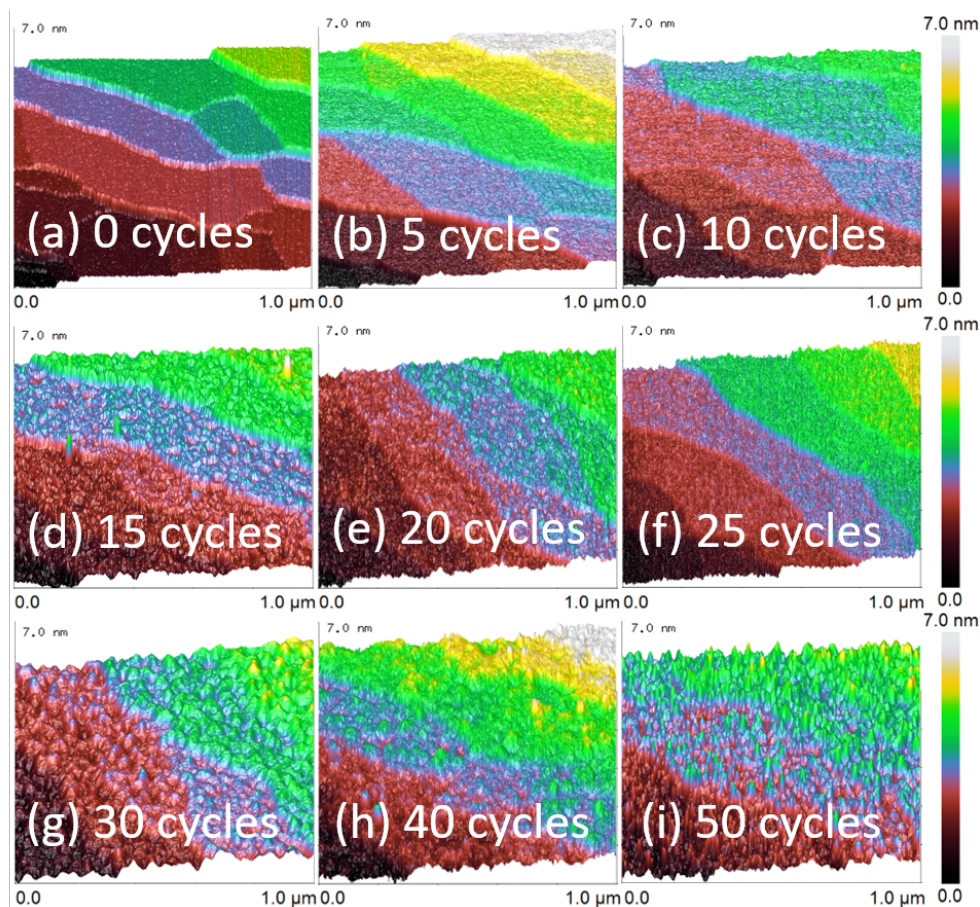 7.0 nm
7.0 nm
7.0 nm
7.0 nm
(a) 0 cycles
(b) 5 cycles
(c) 10 cycles
0.0
0.0
1.0 µm
0.0
1.0 µm
0.0
1.0 µm
7.0 nm
7.0 nm
7.0 nm
7.0 nm
(d) 15 cycles
(e) 20 cycles
(f) 25 cycles
0.0
0.0
1.0 µm
0.0
1.0 µm
0.0
1.0 µm
7.0 nm
7.0 nm
7.0 nm
7.0 nm
(g) 30 cycles
(h) 40 cycles
(i) 50 cycles
0.0
0.0
1.0 µm
0.0
1.0 µm
0.0
1.0 µm